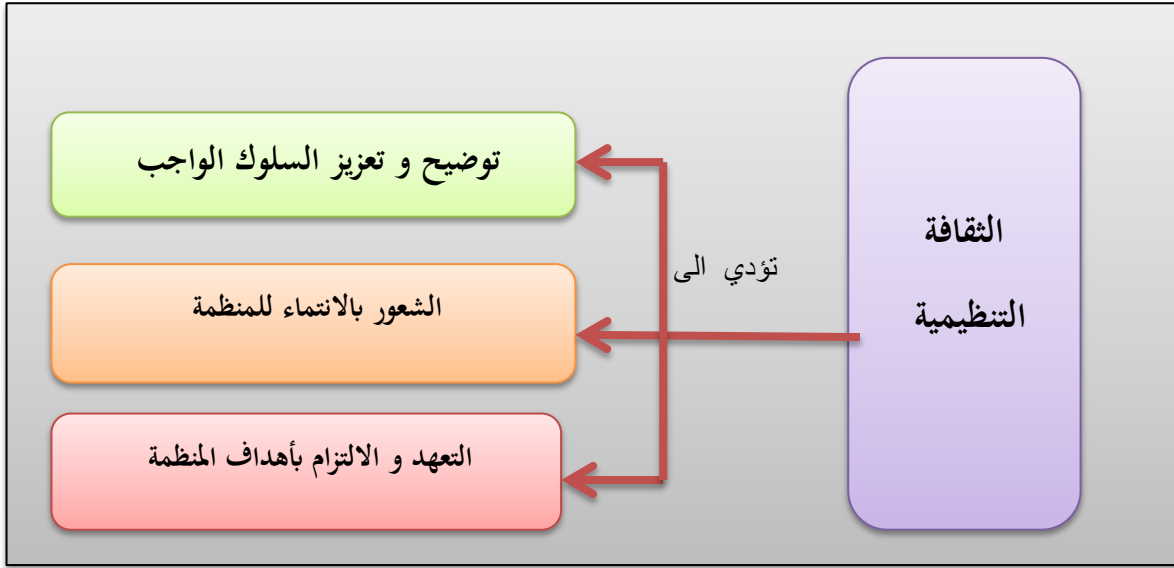 الثقافة
التنظيمية
تؤدي الى
توضيح و تعزيز السلوك الواجب
الشعور بالانتماء للمنظمة
التعهد و الالتزام بأهداف المنظمة